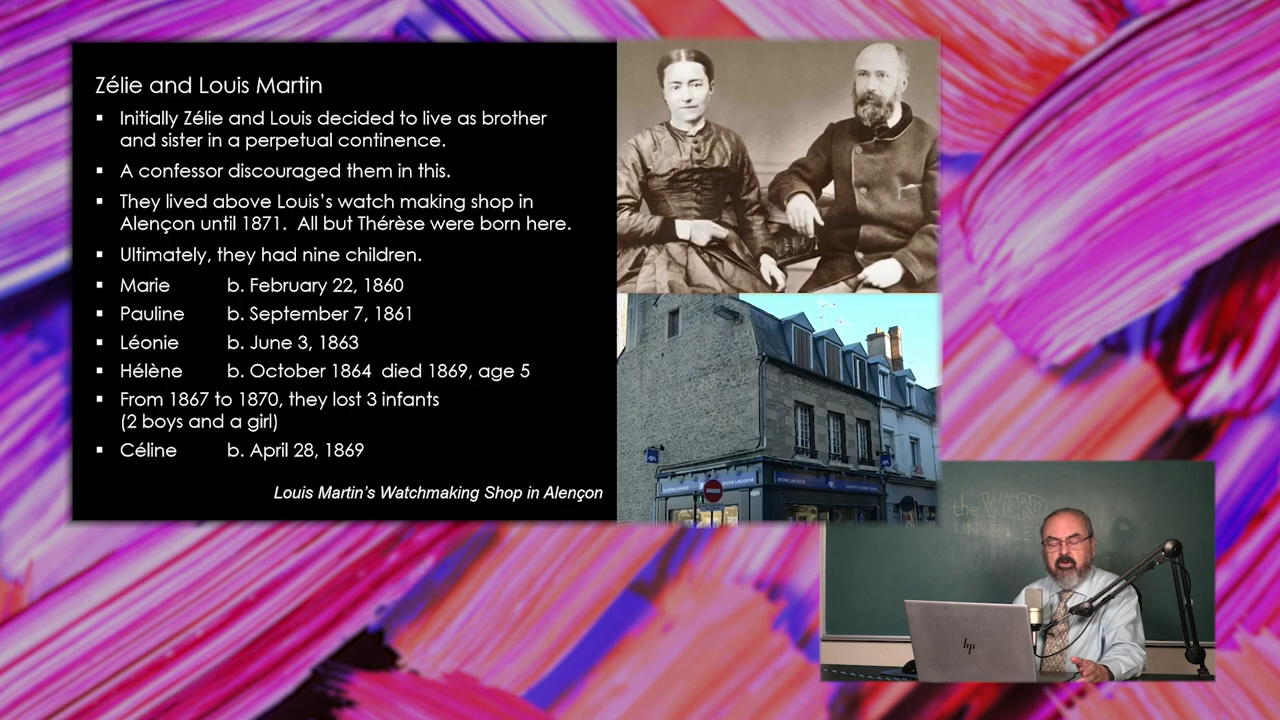 Zélie and Louis Martin
▪ Initially Zélie and Louis decided to live as brother
and sister in a perpetual continence.
▪ A confessor discouraged them in this.
▪ They lived above Louis's watch making shop in
Alençon until 1871. All but Thérèse were born here.
▪ Ultimately, they had nine children.
▪ Marie b. February 22, 1860
▪ Pauline b. September 7, 1861
▪ Léonie b. June 3, 1863
▪ Hélène b. October 1864 died 1869, age 5
▪ From 1867 to 1870, they lost 3 infants
(2 boys and a girl)
▪ Céline b. April 28, 1869
Louis Martin's Watchmaking Shop in Alençon
AXA
the WORD
hp